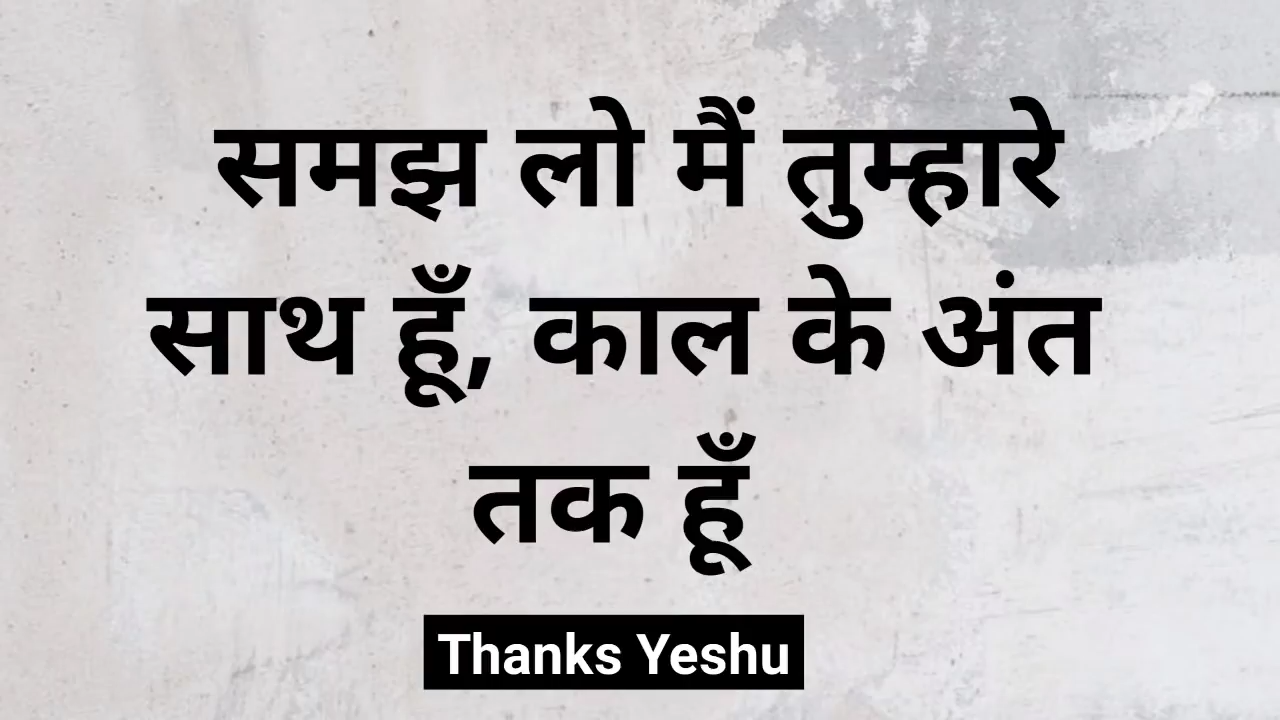 समझ लो मैं तुम्हारे
साथ हूँ, काल के अंत
तक हूँ
Thanks Yeshu